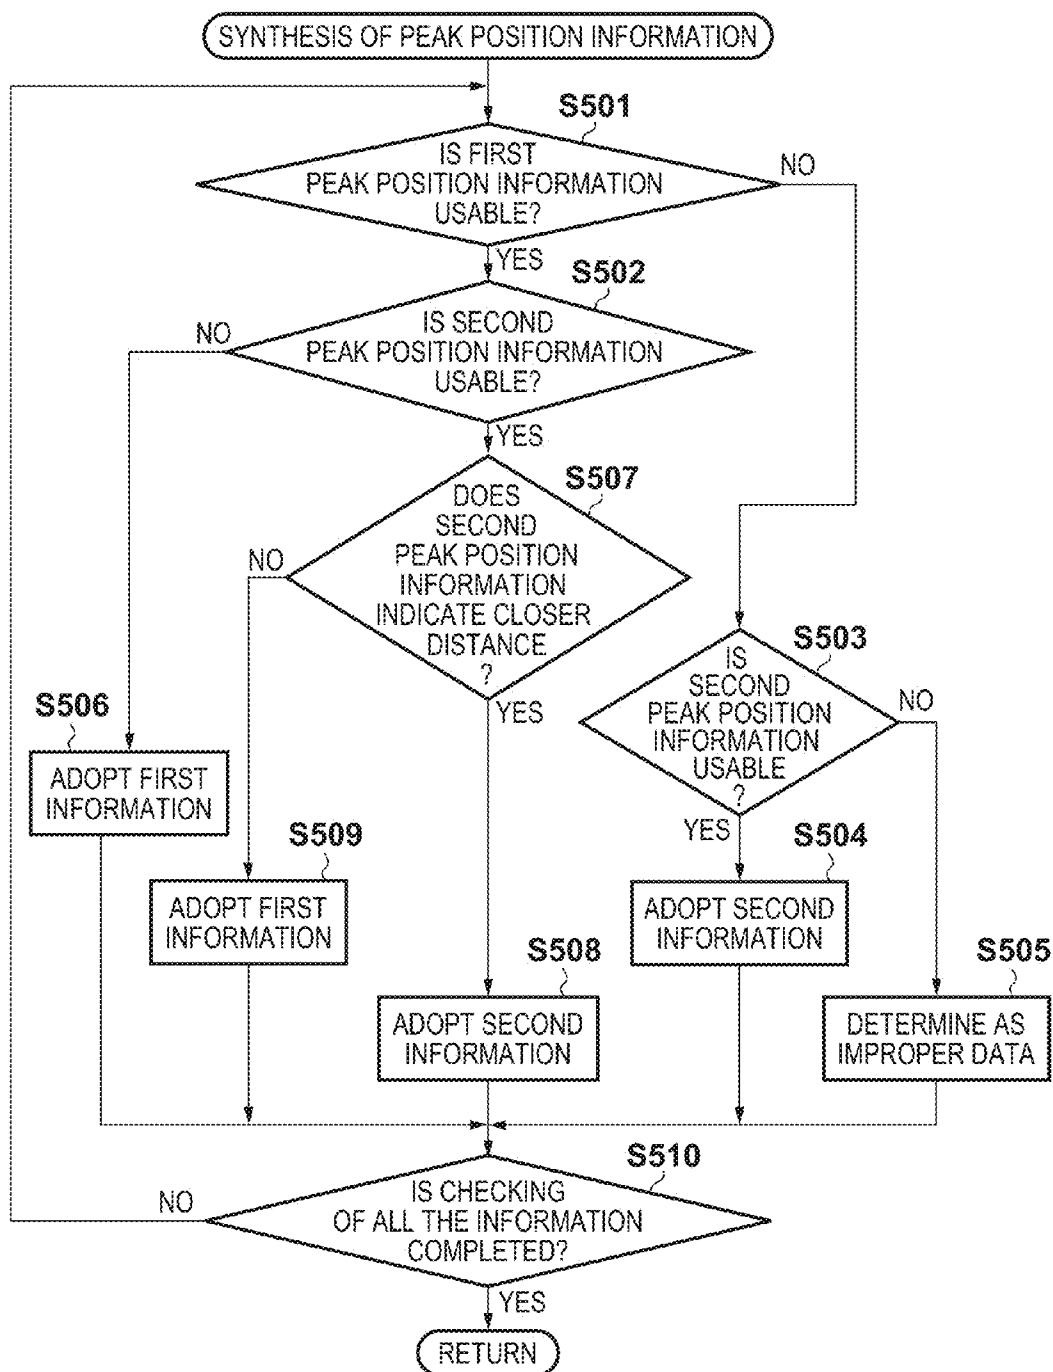 SYNTHESIS OF PEAK POSITION INFORMATION
S501
IS FIRST
PEAK POSITION INFORMATION
USABLE?
NO
YES
S502
IS SECOND
PEAK POSITION INFORMATION
USABLE?
NO
YES
S507
DOES
SECOND
PEAK POSITION
INFORMATION
INDICATE CLOSER
DISTANCE
?
NO
YES
S503
IS
SECOND
PEAK POSITION
INFORMATION
USABLE
?
NO
YES
S506
ADOPT FIRST
INFORMATION
S509
ADOPT FIRST
INFORMATION
S508
ADOPT SECOND
INFORMATION
S504
ADOPT SECOND
INFORMATION
S505
DETERMINE AS
IMPROPER DATA
S510
IS CHECKING
OF ALL THE INFORMATION
COMPLETED?
NO
YES
RETURN